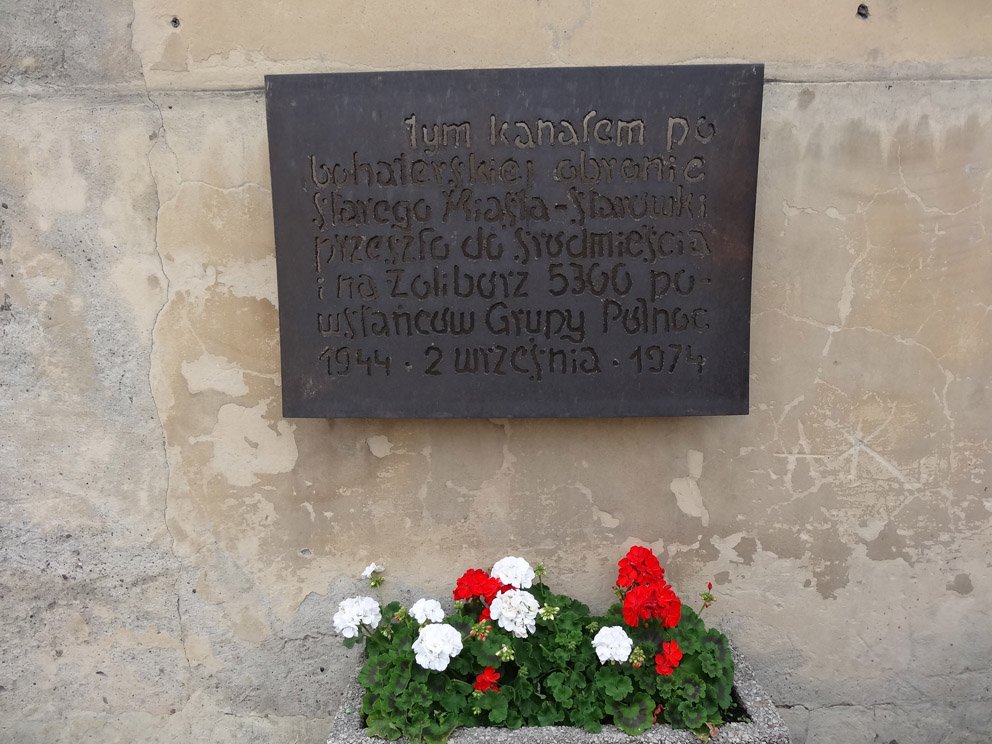 Tym kanałem po
bohaterskiej obronie
Starego Miasta-Starówki
przeszło do Śródmieścia
i na Żoliborz 5300 po-
wstańców Grupy Północ
1944 · 2 września · 1974